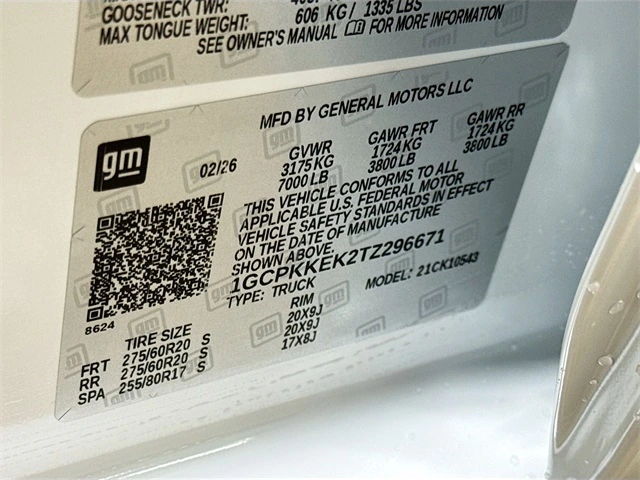 GOOSENECK TWR:
606 KG/ 1335 LBS
MAX TONGUE WEIGHT:
SEE OWNER'S MANUAL FOR MORE INFORMATION
MFD BY GENERAL MOTORS LLC
gm
02/26
GVWR GAWR FRT GAWR RR
3175 KG 1724 KG 1724 KG
7000 LB 3800 LB 3800 LB
THIS VEHICLE CONFORMS TO ALL
APPLICABLE U.S. FEDERAL MOTOR
VEHICLE SAFETY STANDARDS IN EFFECT
ON THE DATE OF MANUFACTURE
SHOWN ABOVE.
1GCPKKEK2TZ296671
TYPE: TRUCK MODEL: 21CK10543
8624
TIRE SIZE RIM
FRT 275/60R20 S 20X9J
RR 275/60R20 S 20X9J
SPA 255/80R17 S 17X8J